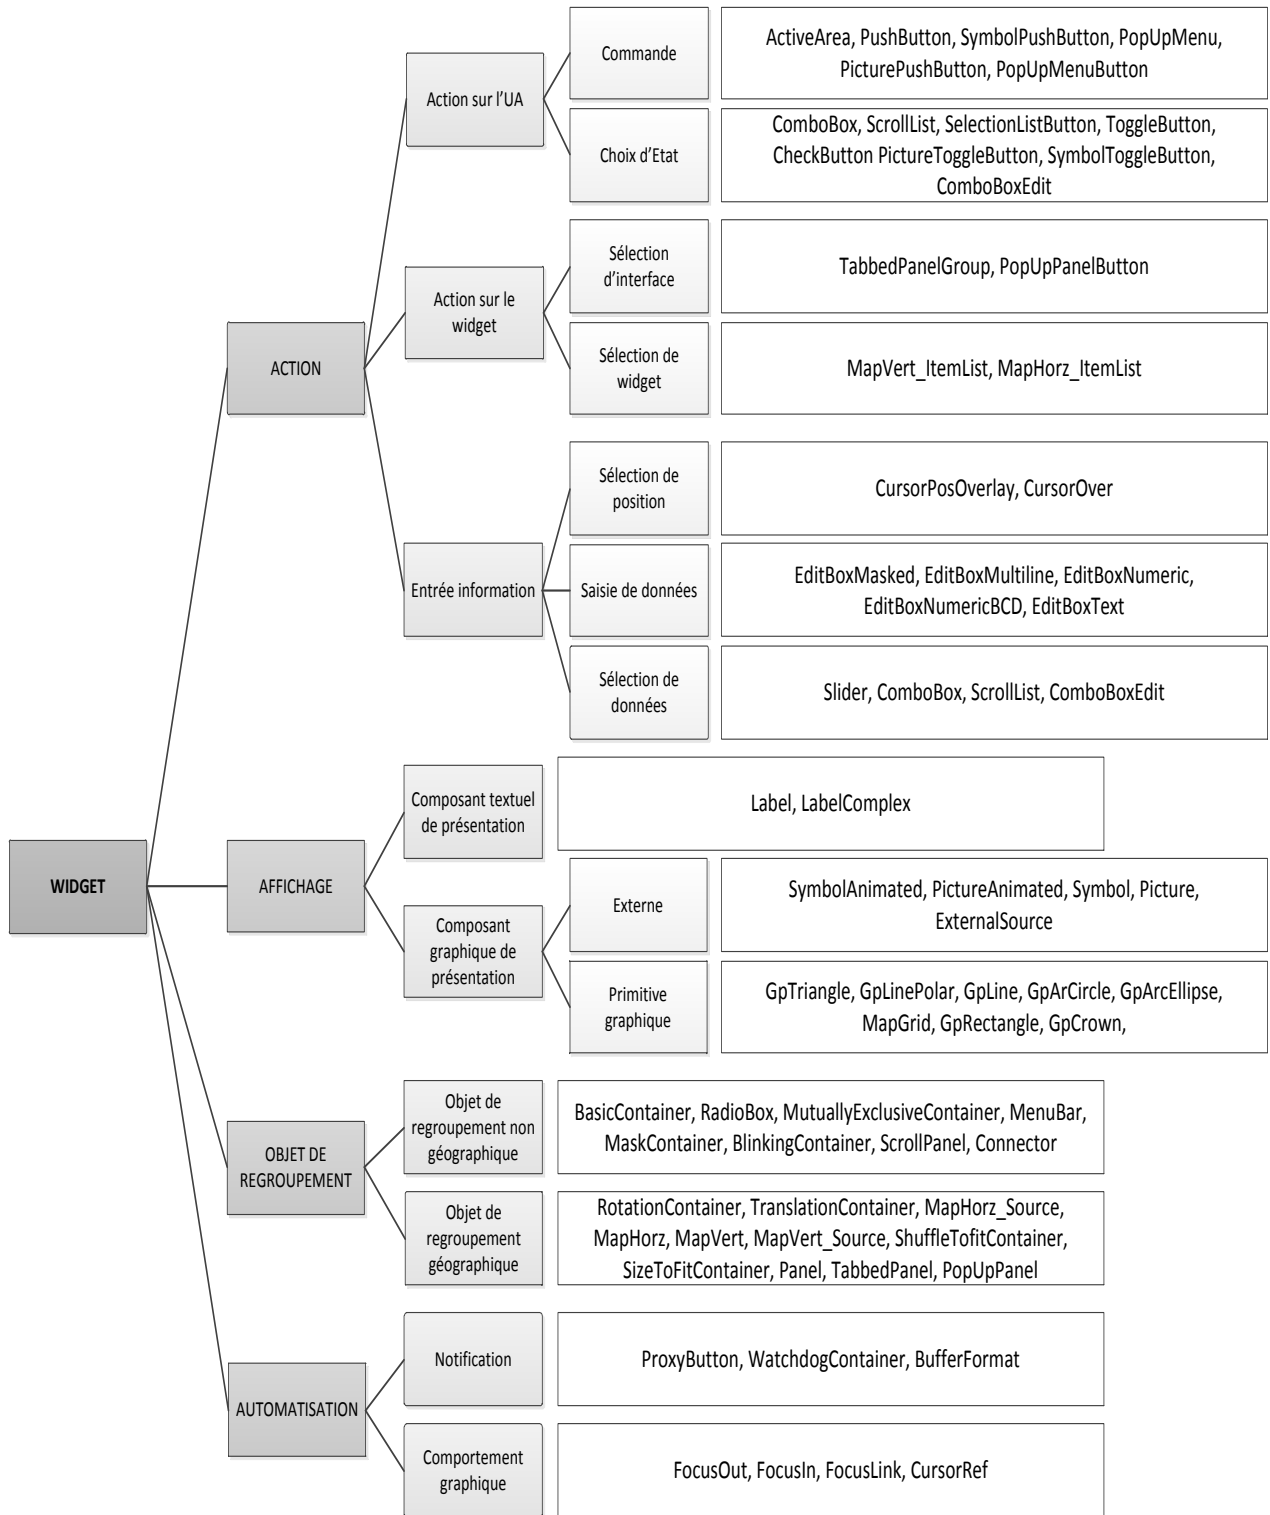 WIDGET
ACTION
Action sur l’UA
Commande
ActiveArea, PushButton, SymbolPushButton, PopUpMenu,
PicturePushButton, PopUpMenuButton
Choix d’Etat
ComboBox, ScrollList, SelectionListButton, ToggleButton,
CheckButton PictureToggleButton, SymbolToggleButton,
ComboBoxEdit
Action sur le
widget
Sélection
d’interface
TabbedPanelGroup, PopUpPanelButton
Sélection de
widget
MapVert_ItemList, MapHorz_ItemList
Entrée information
Sélection de
position
CursorPosOverlay, CursorOver
Saisie de données
EditBoxMasked, EditBoxMultiline, EditBoxNumeric,
EditBoxNumericBCD, EditBoxText
Sélection de
données
Slider, ComboBox, ScrollList, ComboBoxEdit
AFFICHAGE
Composant textuel
de présentation
Label, LabelComplex
Composant
graphique de
présentation
Externe
SymbolAnimated, PictureAnimated, Symbol, Picture,
ExternalSource
Primitive
graphique
GpTriangle, GpLinePolar, GpLine, GpArCircle, GpArcEllipse,
MapGrid, GpRectangle, GpCrown,
OBJET DE
REGROUPEMENT
Objet de
regroupement non
géographique
BasicContainer, RadioBox, MutuallyExclusiveContainer, MenuBar,
MaskContainer, BlinkingContainer, ScrollPanel, Connector
Objet de
regroupement
géographique
RotationContainer, TranslationContainer, MapHorz_Source,
MapHorz, MapVert, MapVert_Source, ShuffleTofitContainer,
SizeToFitContainer, Panel, TabbedPanel, PopUpPanel
AUTOMATISATION
Notification
ProxyButton, WatchdogContainer, BufferFormat
Comportement
graphique
FocusOut, FocusIn, FocusLink, CursorRef